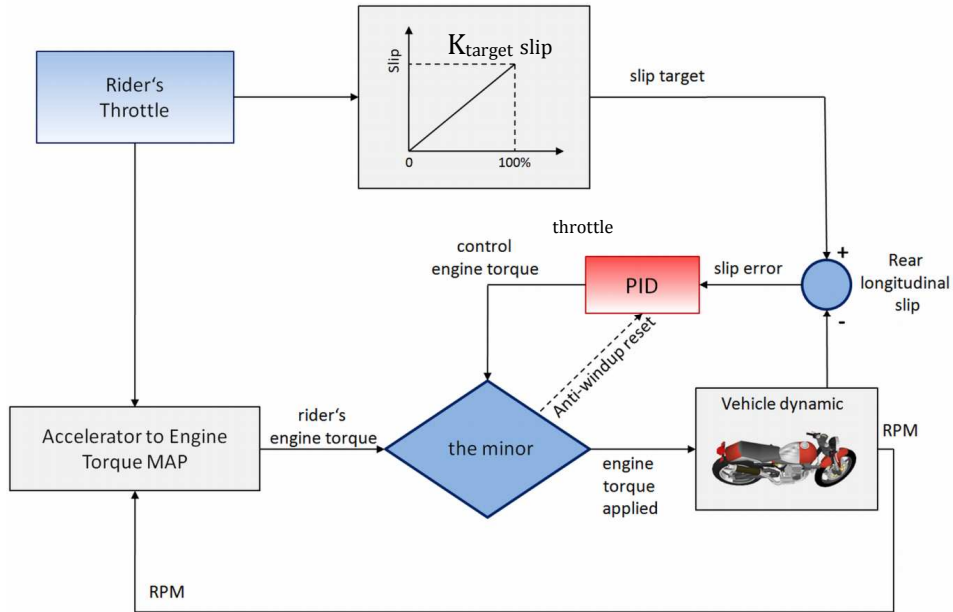 Rider's
Throttle
K_target slip
Slip
0
100%
throttle
slip target
control
engine torque
PID
slip error
+
-
Rear
longitudinal
slip
Anti-windup reset
Accelerator to Engine
Torque MAP
rider's
engine torque
the minor
engine
torque
applied
Vehicle dynamic
RPM
RPM